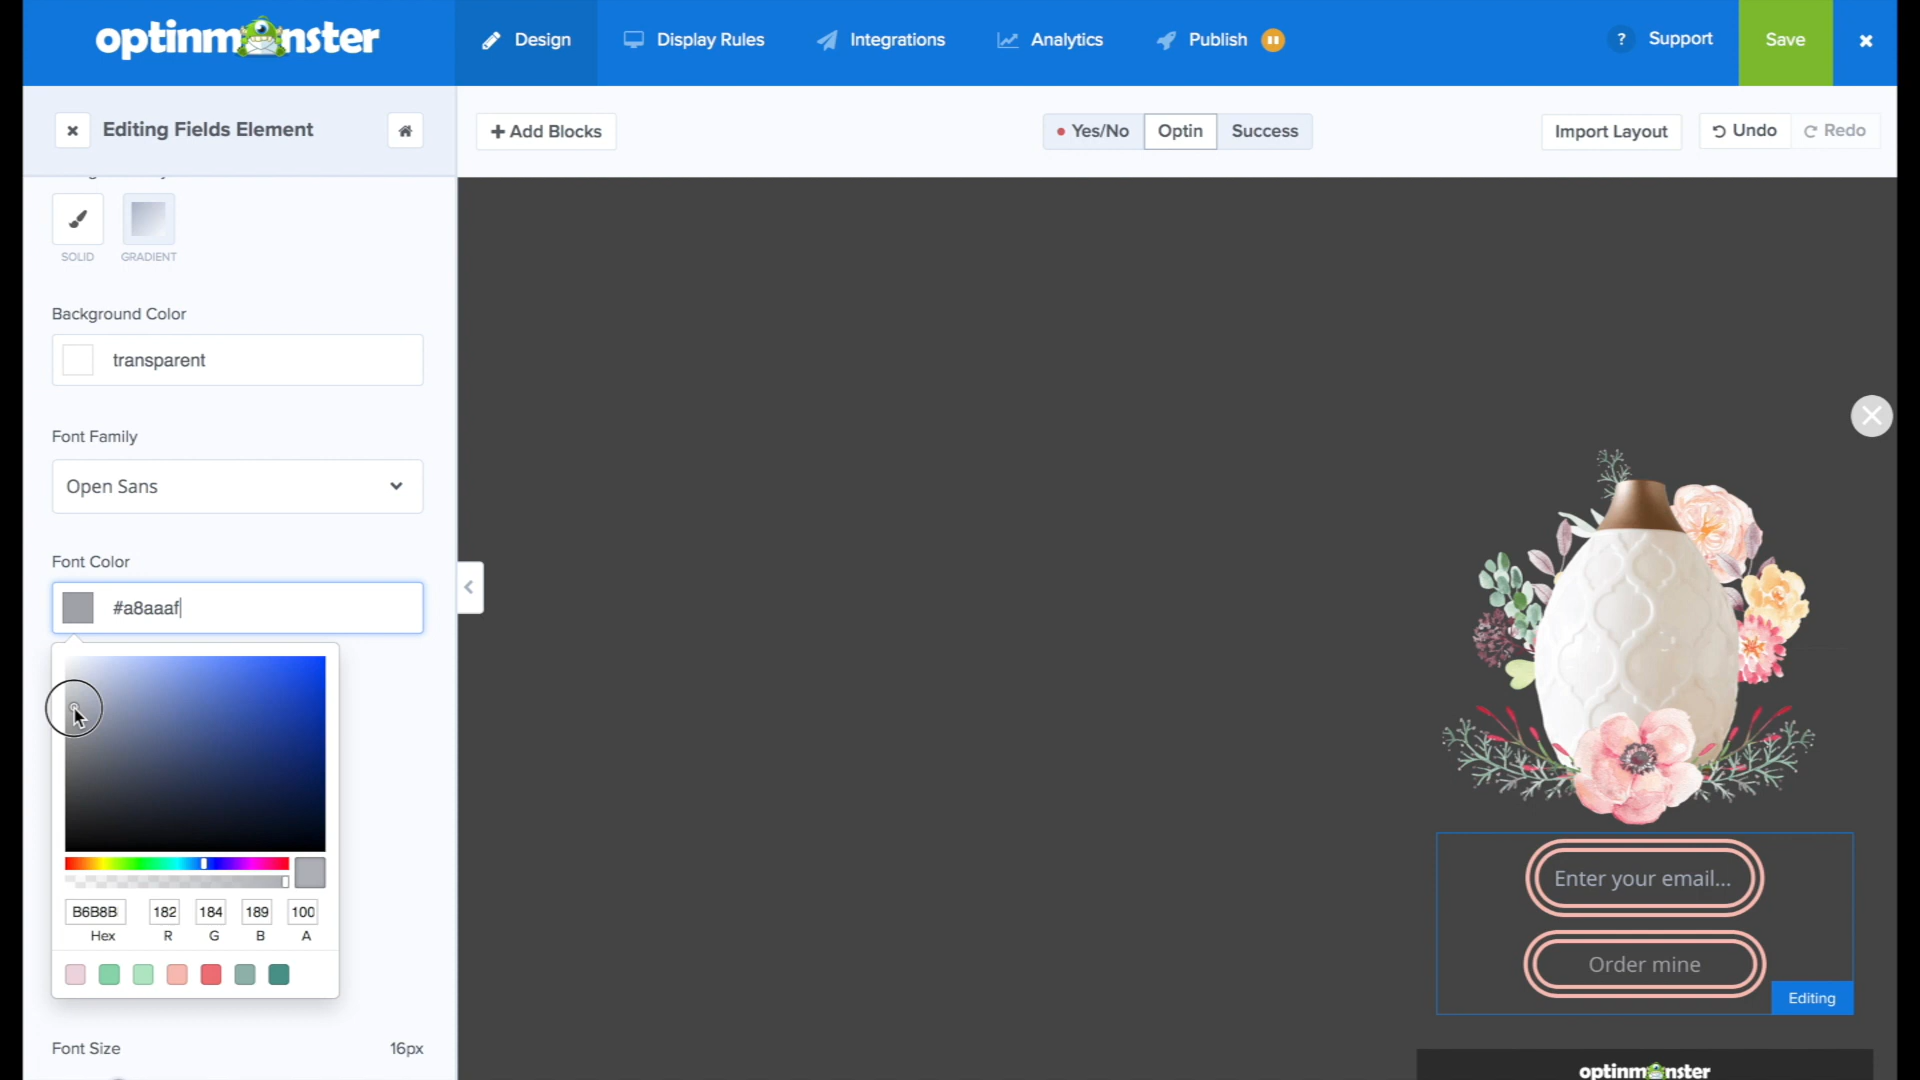 optinmonster
Design
Display Rules
Integrations
Analytics
Publish
? Support
Save
Editing Fields Element
+ Add Blocks
Yes/No
Optin
Success
Import Layout
Undo
Redo
SOLID
GRADIENT
Background Color
transparent
Font Family
Open Sans
Font Color
#a8aaaf
B6B8B
182
184
189
100
Hex
R
G
B
A
Font Size
16px
Enter your email...
Order mine
Editing
optinmonster